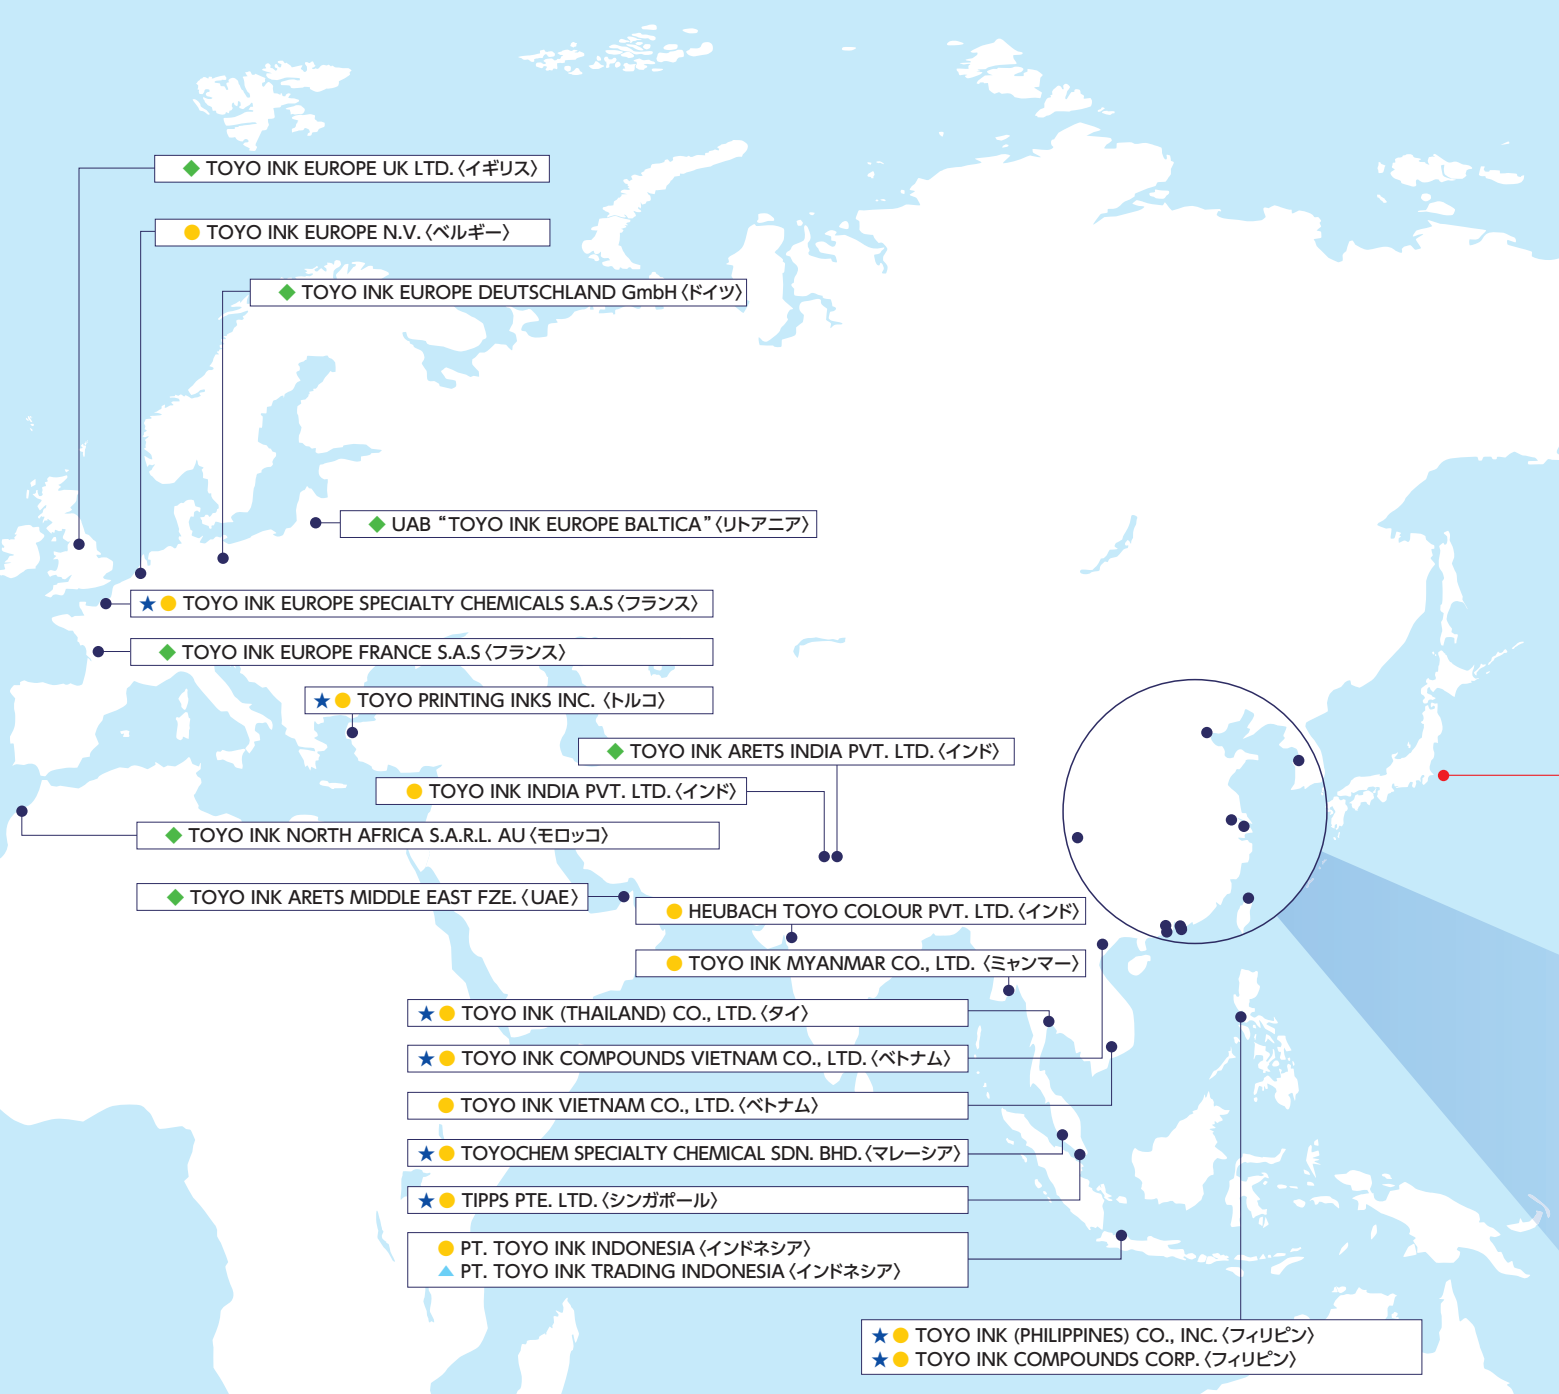 ◆ TOYO INK EUROPE UK LTD.〈イギリス〉
● TOYO INK EUROPE N.V.〈ベルギー〉
◆ TOYO INK EUROPE DEUTSCHLAND GmbH〈ドイツ〉
◆ UAB “TOYO INK EUROPE BALTICA”〈リトアニア〉
★● TOYO INK EUROPE SPECIALTY CHEMICALS S.A.S〈フランス〉
◆ TOYO INK EUROPE FRANCE S.A.S〈フランス〉
★● TOYO PRINTING INKS INC.〈トルコ〉
◆ TOYO INK ARETS INDIA PVT. LTD.〈インド〉
● TOYO INK INDIA PVT. LTD.〈インド〉
◆ TOYO INK NORTH AFRICA S.A.R.L. AU〈モロッコ〉
◆ TOYO INK ARETS MIDDLE EAST FZE.〈UAE〉
● HEUBACH TOYO COLOUR PVT. LTD.〈インド〉
● TOYO INK MYANMAR CO., LTD.〈ミャンマー〉
★● TOYO INK (THAILAND) CO., LTD.〈タイ〉
★● TOYO INK COMPOUNDS VIETNAM CO., LTD.〈ベトナム〉
● TOYO INK VIETNAM CO., LTD.〈ベトナム〉
★● TOYOCHEM SPECIALTY CHEMICAL SDN. BHD.〈マレーシア〉
★● TIPPS PTE. LTD.〈シンガポール〉
● PT. TOYO INK INDONESIA〈インドネシア〉
▲ PT. TOYO INK TRADING INDONESIA〈インドネシア〉
★● TOYO INK (PHILIPPINES) CO., INC.〈フィリピン〉
★● TOYO INK COMPOUNDS CORP.〈フィリピン〉